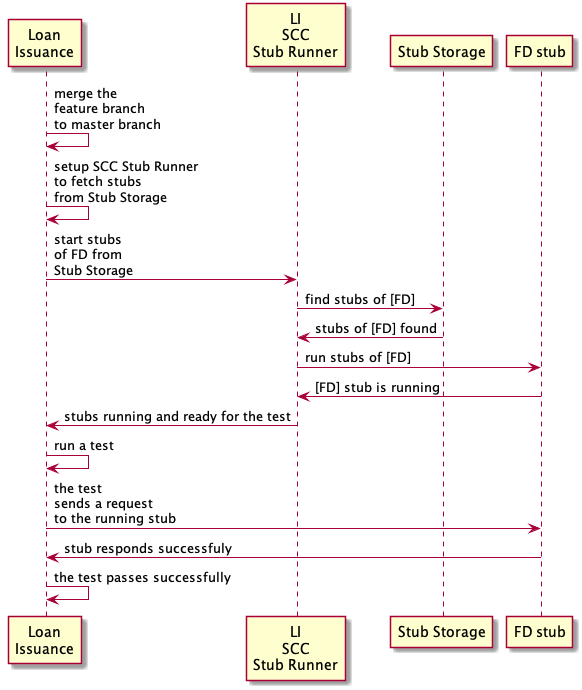 Loan
Issuance
LI
SCC
Stub Runner
Stub Storage
FD stub
merge the
feature branch
to master branch
setup SCC Stub Runner
to fetch stubs
from Stub Storage
start stubs
of FD from
Stub Storage
find stubs of [FD]
stubs of [FD] found
run stubs of [FD]
[FD] stub is running
stubs running and ready for the test
run a test
the test
sends a request
to the running stub
stub responds successfuly
the test passes successfully
Loan
Issuance
LI
SCC
Stub Runner
Stub Storage
FD stub